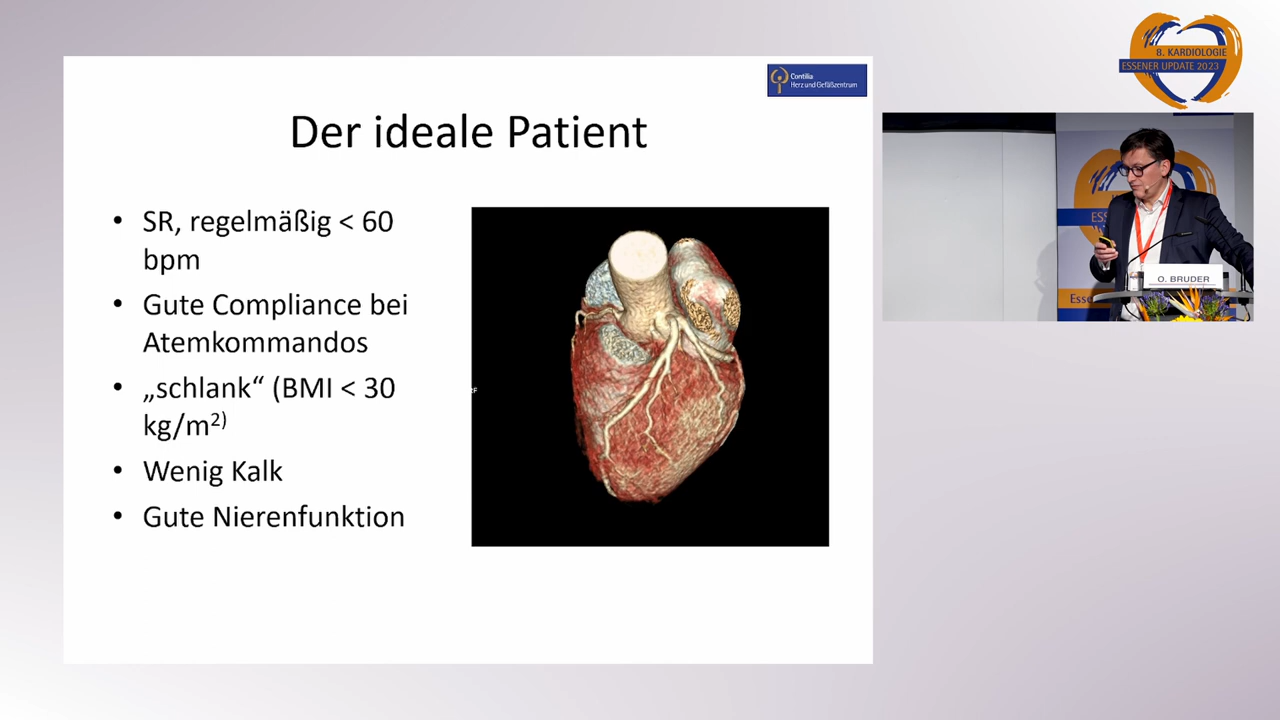 8. KARDIOLOGIE
ESSENER UPDATE 2023
Contilia
Herz und Gefäßzentrum
Der ideale Patient
• SR, regelmäßig < 60
bpm
• Gute Compliance bei
Atemkommandos
• „schlank“ (BMI < 30
kg/m²⁾
• Wenig Kalk
• Gute Nierenfunktion
O. BRUDER